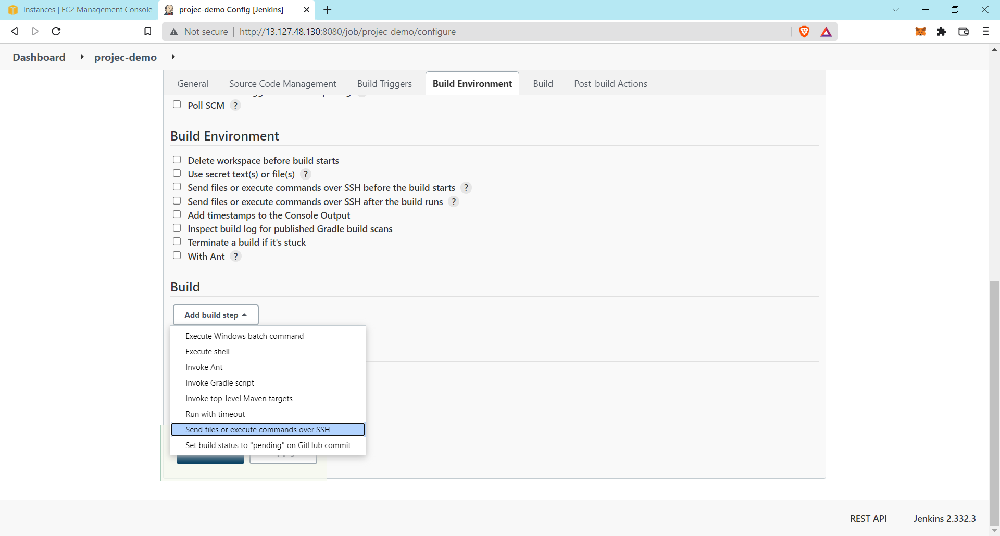 Instances | EC2 Management Console
projec-demo Config [Jenkins]
Not secure | http://13.127.48.130:8080/job/projec-demo/configure
Dashboard
projec-demo
General
Source Code Management
Build Triggers
Build Environment
Build
Post-build Actions
Poll SCM ?
Build Environment
Delete workspace before build starts
Use secret text(s) or file(s) ?
Send files or execute commands over SSH before the build starts ?
Send files or execute commands over SSH after the build runs ?
Add timestamps to the Console Output
Inspect build log for published Gradle build scans
Terminate a build if it's stuck
With Ant ?
Build
Add build step
Execute Windows batch command
Execute shell
Invoke Ant
Invoke Gradle script
Invoke top-level Maven targets
Run with timeout
Send files or execute commands over SSH
Set build status to "pending" on GitHub commit
REST API
Jenkins 2.332.3